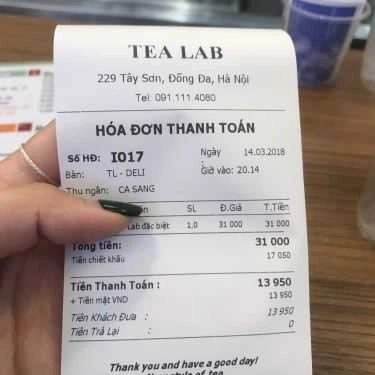 TEA LAB
229 Tây Sơn, Đống Đa, Hà Nội
Tel: 091 111 4080
HÓA ĐƠN THANH TOÁN
Số HĐ: I017 Ngày : 14.03.2018
Bàn: TL - DELI Giờ vào: 20.14
Thu ngân: CA SANG
SL Đ.Giá T.Tiền
Lab đặc biệt 1,0 31 000 31 000
Tổng tiền: 31 000
Tiền chiết khấu 17 050
Tiền Thanh Toán : 13 950
+ Tiền mặt VND 13 950
Tiền Khách Đưa : 13 950
Tiền Trả Lại : 0
Thank you and have a good day!
style of tea